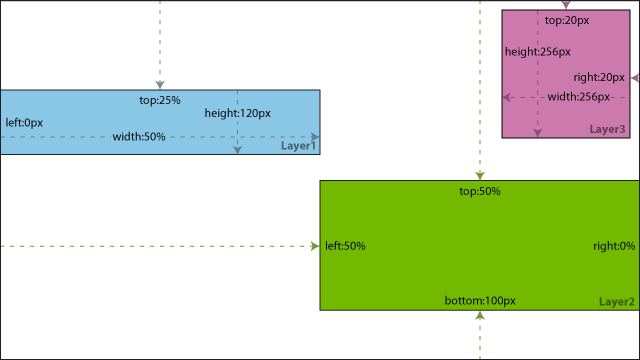 top:25%
left:0px
height:120px
width:50%
Layer1
top:20px
height:256px
right:20px
width:256px
Layer3
top:50%
left:50%
right:0%
bottom:100px
Layer2